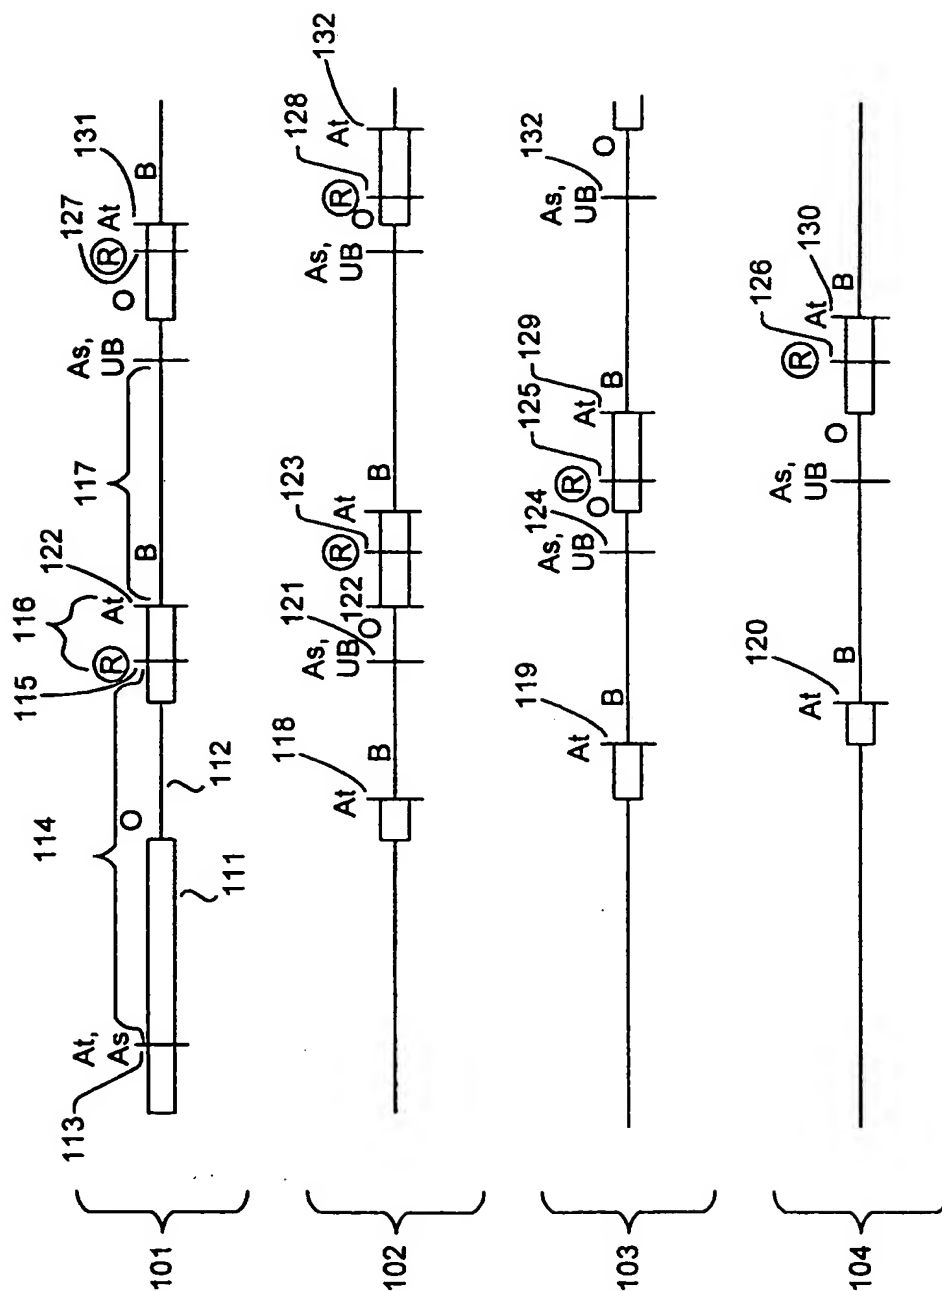 101
113
At,
As
114
111
O
112
115
R
116
At
122
B
117
As,
UB
O
R
127
At
131
B
102
At
118
B
As,
UB
121
O
122
R
123
At
B
As,
UB
O
R
128
At
132
103
At
119
B
As,
UB
124
O
R
125
At
129
B
As,
UB
132
O
104
At
120
B
As,
UB
O
R
126
At
130
B